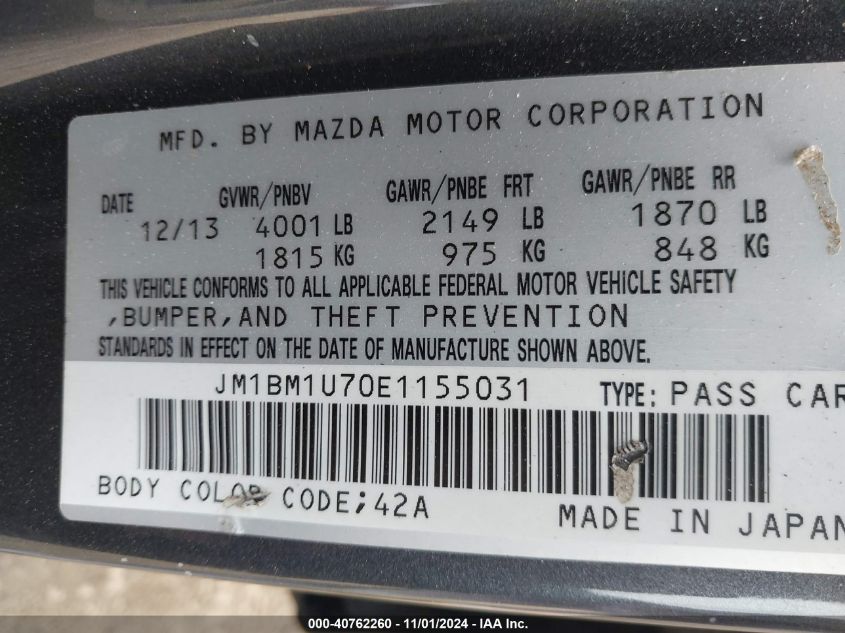 MFD. BY MAZDA MOTOR CORPORATION
DATE GVWR/PNBV GAWR/PNBE FRT GAWR/PNBE RR
12/13 4001 LB 2149 LB 1870 LB
1815 KG 975 KG 848 KG
THIS VEHICLE CONFORMS TO ALL APPLICABLE FEDERAL MOTOR VEHICLE SAFETY
,BUMPER,AND THEFT PREVENTION
STANDARDS IN EFFECT ON THE DATE OF MANUFACTURE SHOWN ABOVE.
JM1BM1U70E1155031 TYPE: PASS CAR
BODY COLOR CODE;42A
MADE IN JAPAN
000-40762260 - 11/01/2024 - IAA Inc.